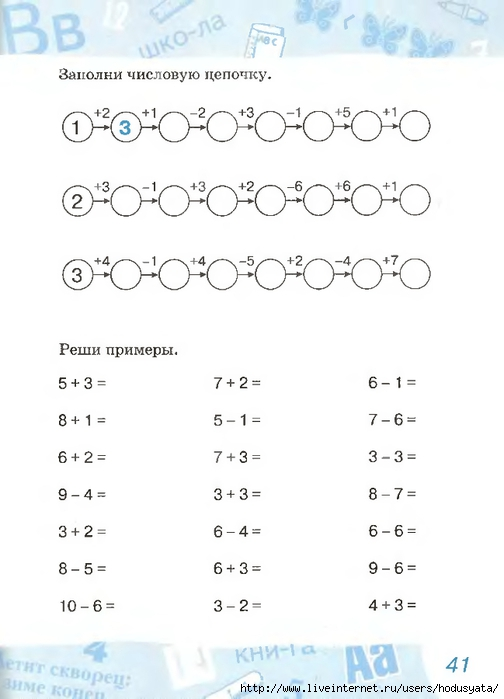 Вв 12
шко-ла
АВС
Заполни числовую цепочку.
+2 +1 −2 +3 −1 +5 +1
1 3
+3 −1 +3 +2 −6 +6 +1
2
+4 −1 +4 −5 +2 −4 +7
3
Реши примеры.
5 + 3 = 7 + 2 = 6 − 1 =
8 + 1 = 5 − 1 = 7 − 6 =
6 + 2 = 7 + 3 = 3 − 3 =
9 − 4 = 3 + 3 = 8 − 7 =
3 + 2 = 6 − 4 = 6 − 6 =
8 − 5 = 6 + 3 = 9 − 6 =
10 − 6 = 3 − 2 = 4 + 3 =
4 кни-га Аа 41
летит скворец:
зиме конец
http://www.liveinternet.ru/users/hodusyata/